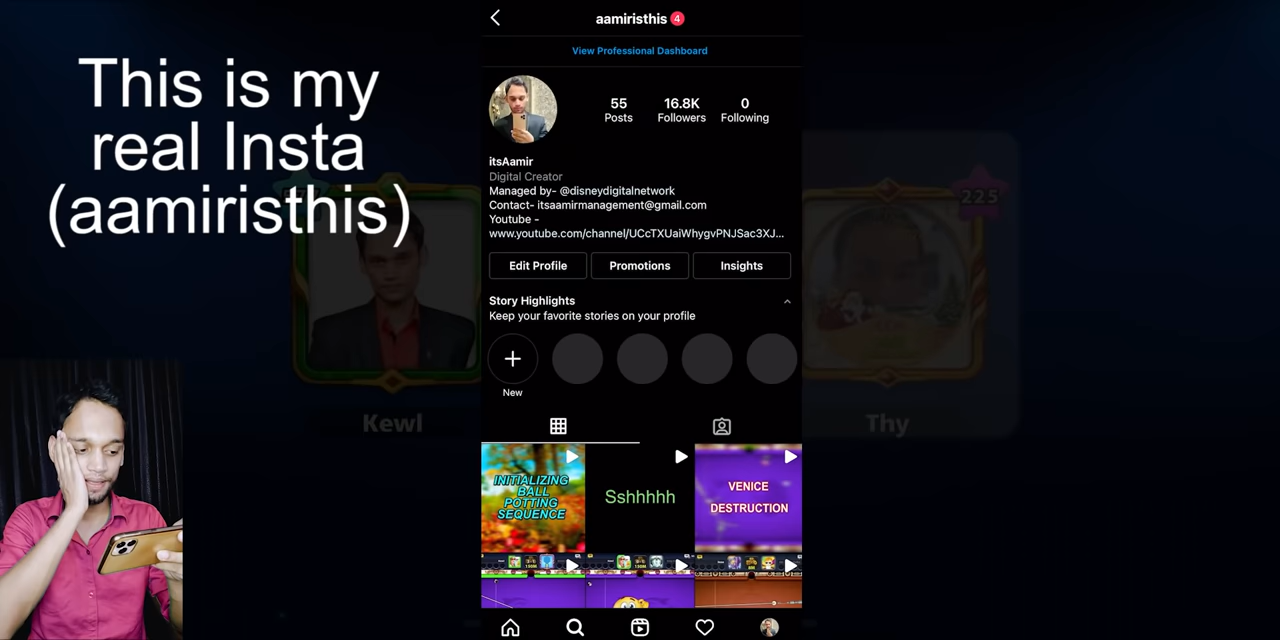 This is my
real Insta
(aamiristhis)
aamiristhis 4
View Professional Dashboard
55
Posts
16.8K
Followers
0
Following
itsAamir
Digital Creator
Managed by- @disneydigitalnetwork
Contact- itsaamirmanagement@gmail.com
Youtube -
www.youtube.com/channel/UCcTXUaiWhygvPNJSac3XJ...
Edit Profile
Promotions
Insights
Story Highlights
Keep your favorite stories on your profile
New
INITIALIZING
BALL
POTTING
SEQUENCE
Sshhhhh
VENICE
DESTRUCTION
Kewl
Thy
225